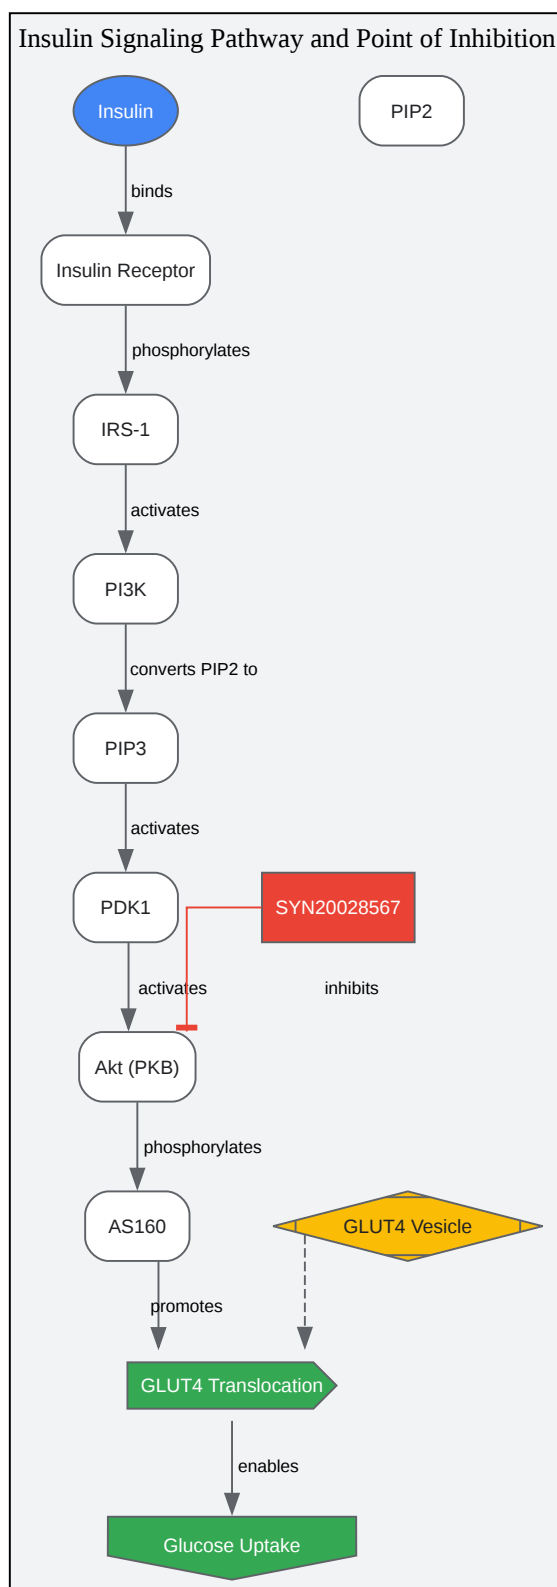 Insulin Signaling Pathway and Point of Inhibition
Insulin
PIP2
binds
Insulin Receptor
phosphorylates
IRS-1
activates
PI3K
converts PIP2 to
PIP3
activates
PDK1
SYN20028567
activates
inhibits
Akt (PKB)
phosphorylates
AS160
GLUT4 Vesicle
promotes
GLUT4 Translocation
enables
Glucose Uptake